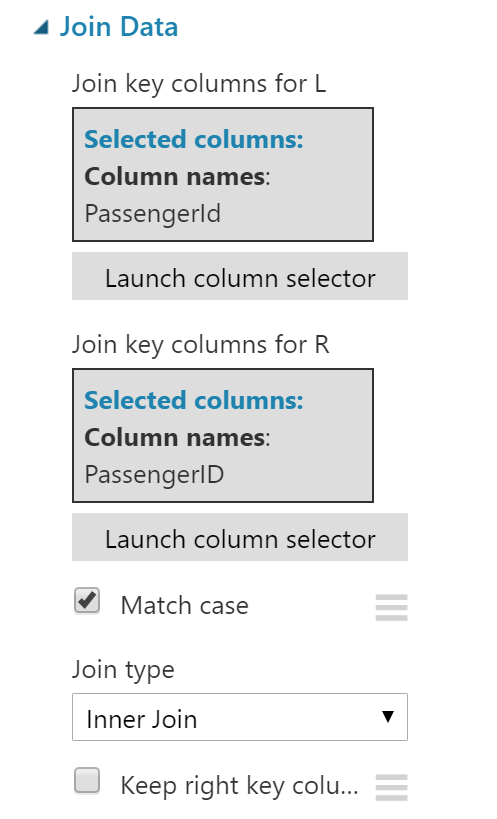 Join Data
Join key columns for L
Selected columns:
Column names:
PassengerId
Launch column selector
Join key columns for R
Selected columns:
Column names:
PassengerID
Launch column selector
Match case
Join type
Inner Join
Keep right key colu...